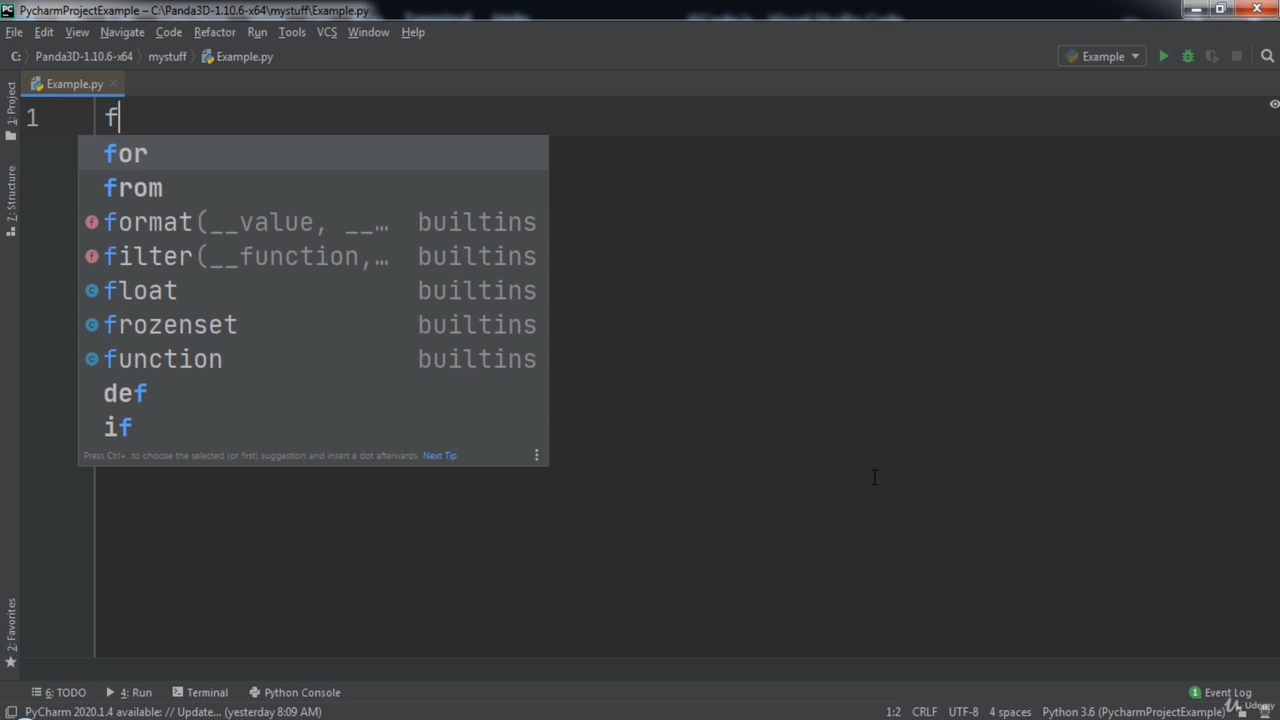 PC PycharmProjectExample – C:\Panda3D-1.10.6-x64\mystuff\Example.py
File Edit View Navigate Code Refactor Run Tools VCS Window Help
C: Panda3D-1.10.6-x64 mystuff Example.py Example
Example.py
1: Project
1 f
for
from
f format(__value, __… builtins
f filter(__function,… builtins
c float builtins
c frozenset builtins
c function builtins
def
if
Press Ctrl+. to choose the selected (or first) suggestion and insert a dot afterwards Next Tip
7: Structure
2: Favorites
6: TODO 4: Run Terminal Python Console 1 Event Log
PyCharm 2020.1.4 available: // Update... (yesterday 8:09 AM) 1:2 CRLF UTF-8 4 spaces Python 3.6 (PycharmProjectExample)
Udemy